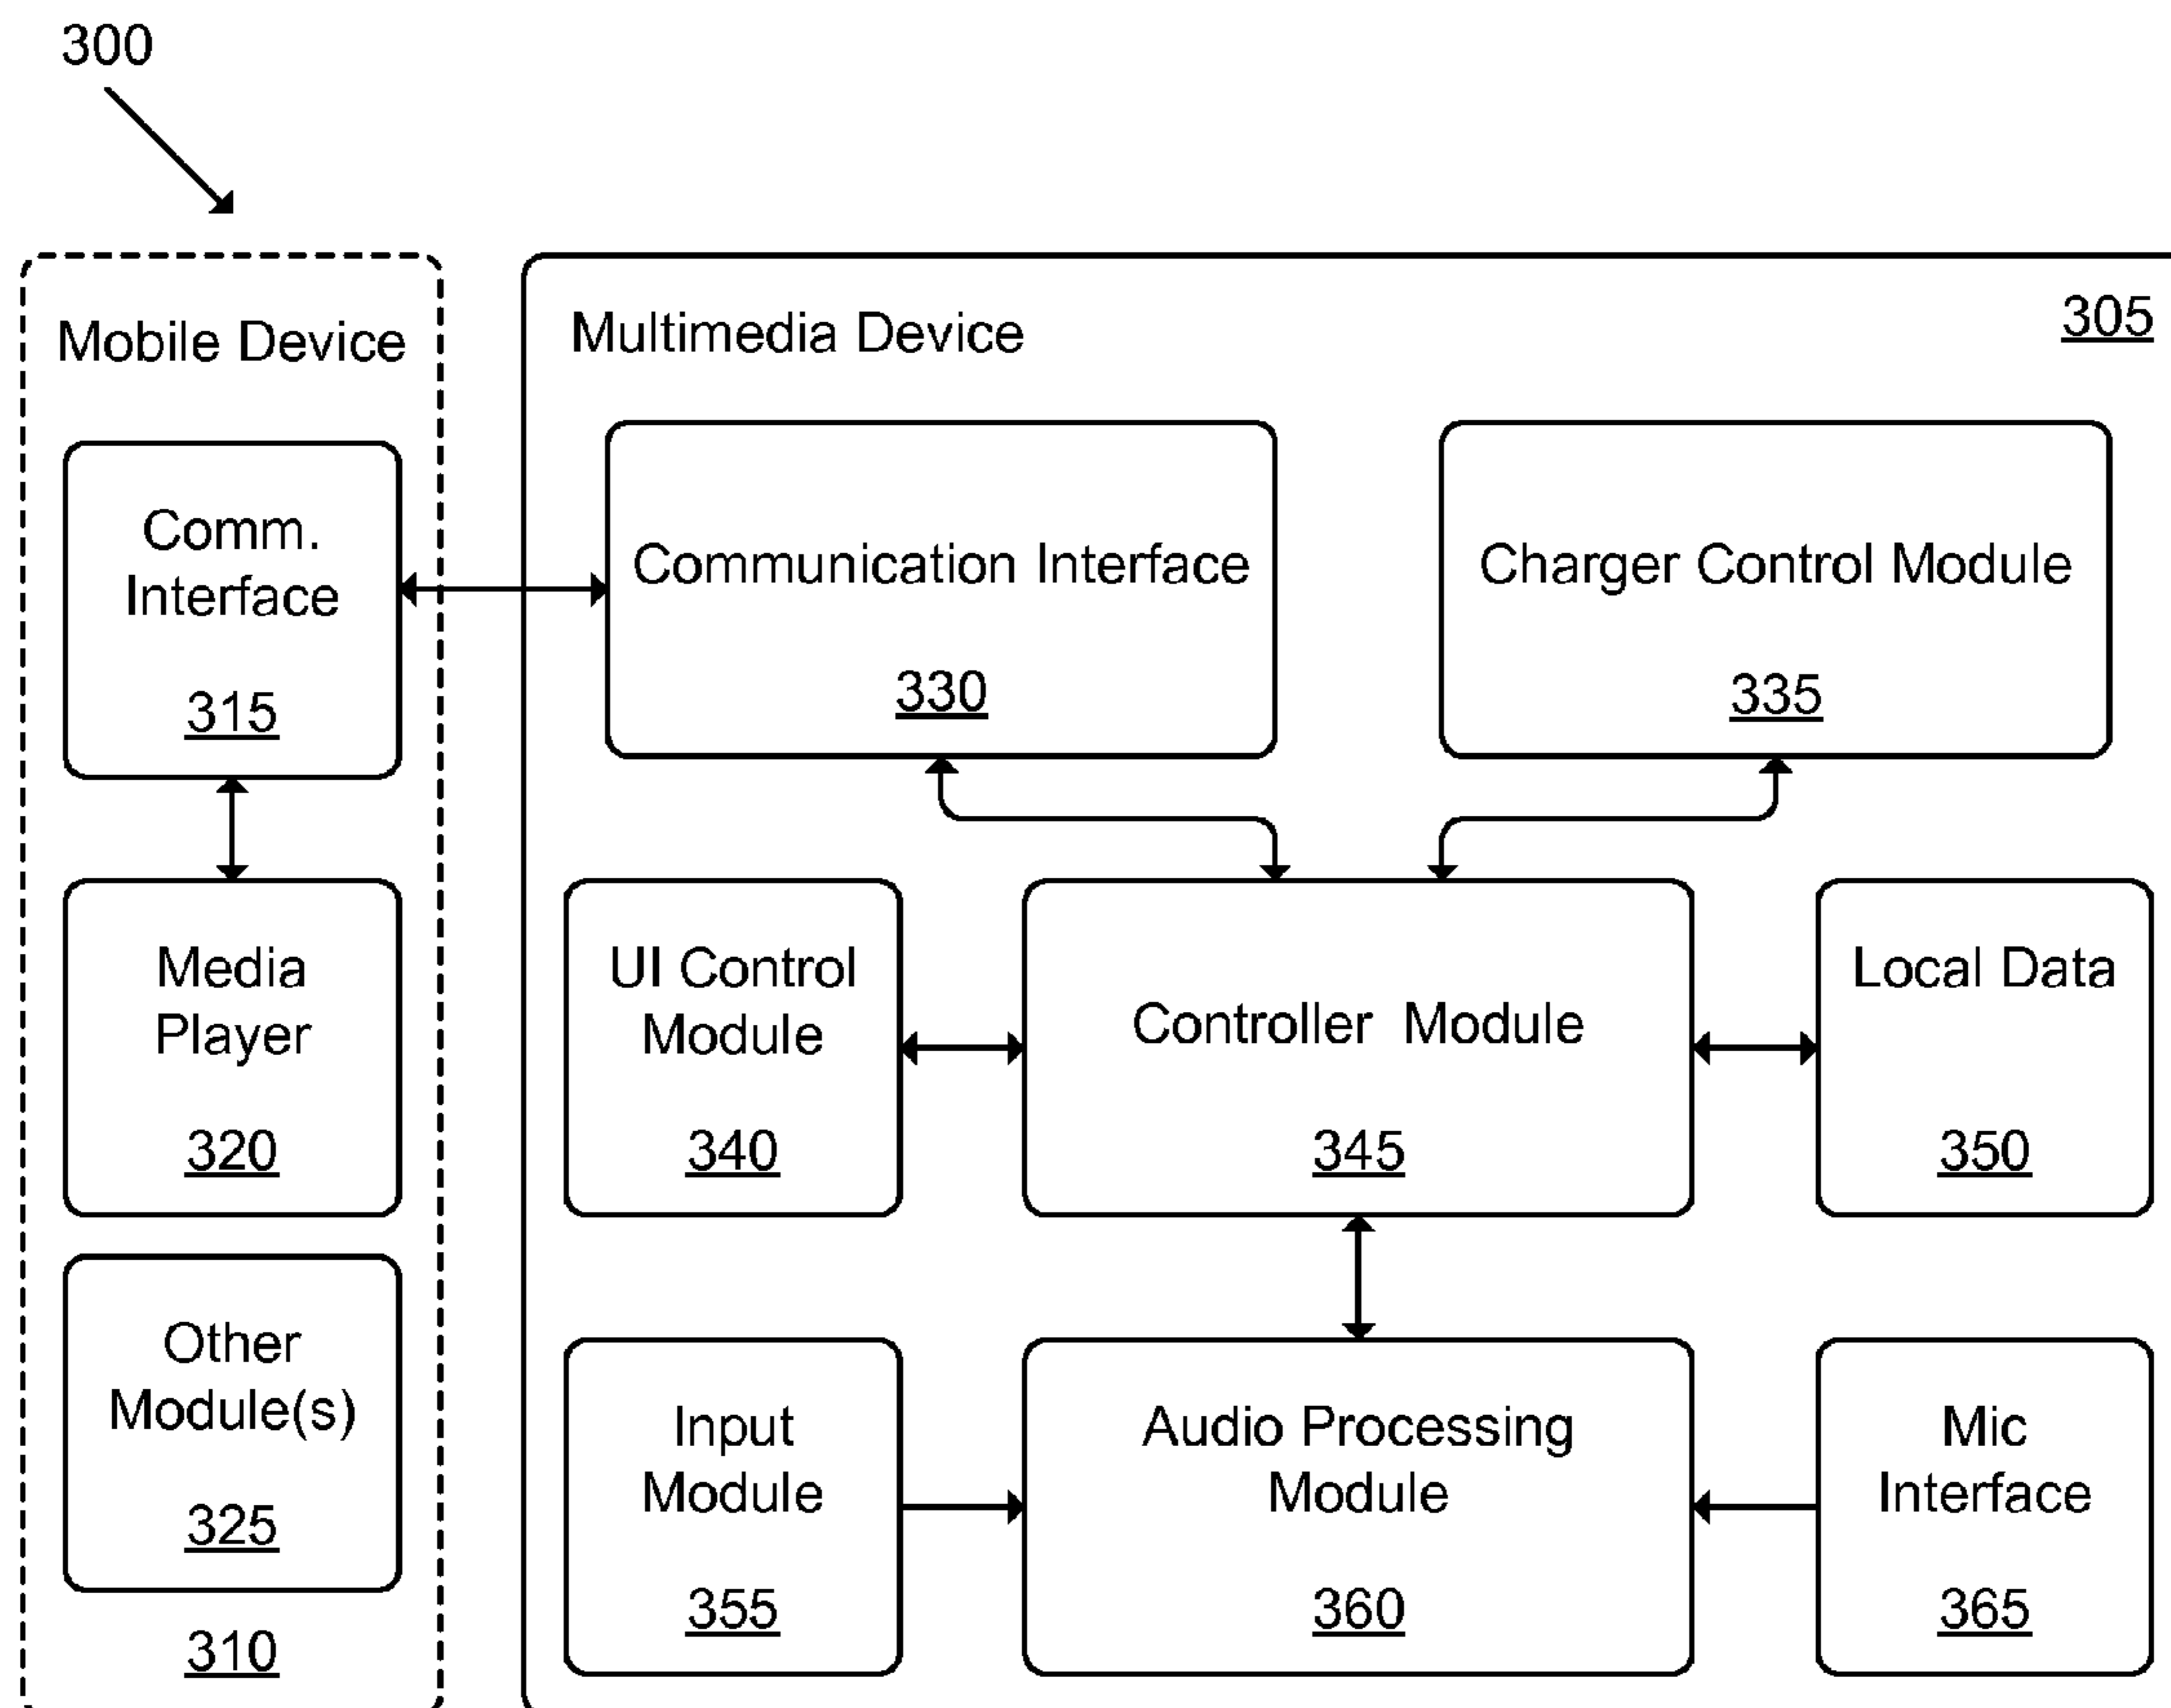 300
Mobile Device
Comm.
Interface
315
Media
Player
320
Other
Module(s)
325
310
Multimedia Device
305
Communication Interface
330
Charger Control Module
335
UI Control
Module
340
Controller Module
345
Local Data
350
Input
Module
355
Audio Processing
Module
360
Mic
Interface
365